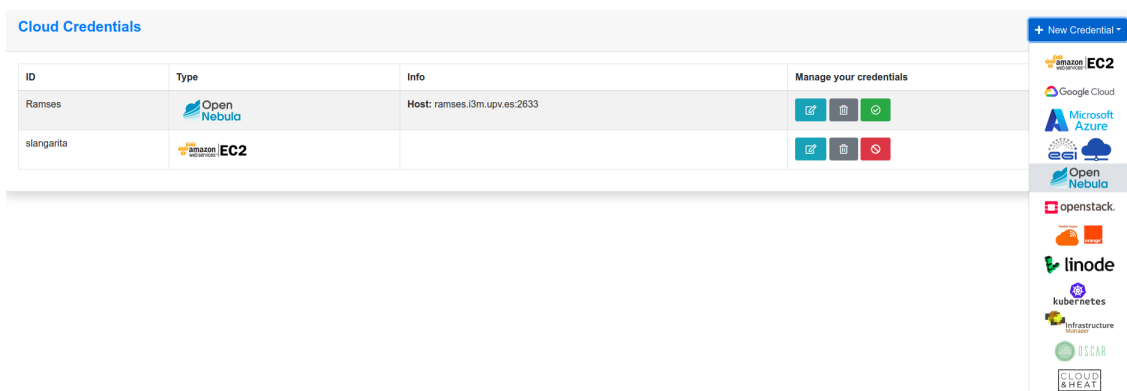 Cloud Credentials
+ New Credential
ID Type Info Manage your credentials
Ramses Open Nebula Host: ramses.i3m.upv.es:2633
slangarita amazon webservices EC2
amazon webservices EC2
Google Cloud
Microsoft
Azure
egi
Open
Nebula
openstack.
orange
linode
kubernetes
Infrastructure
Manager
OSCAR
CLOUD
&HEAT